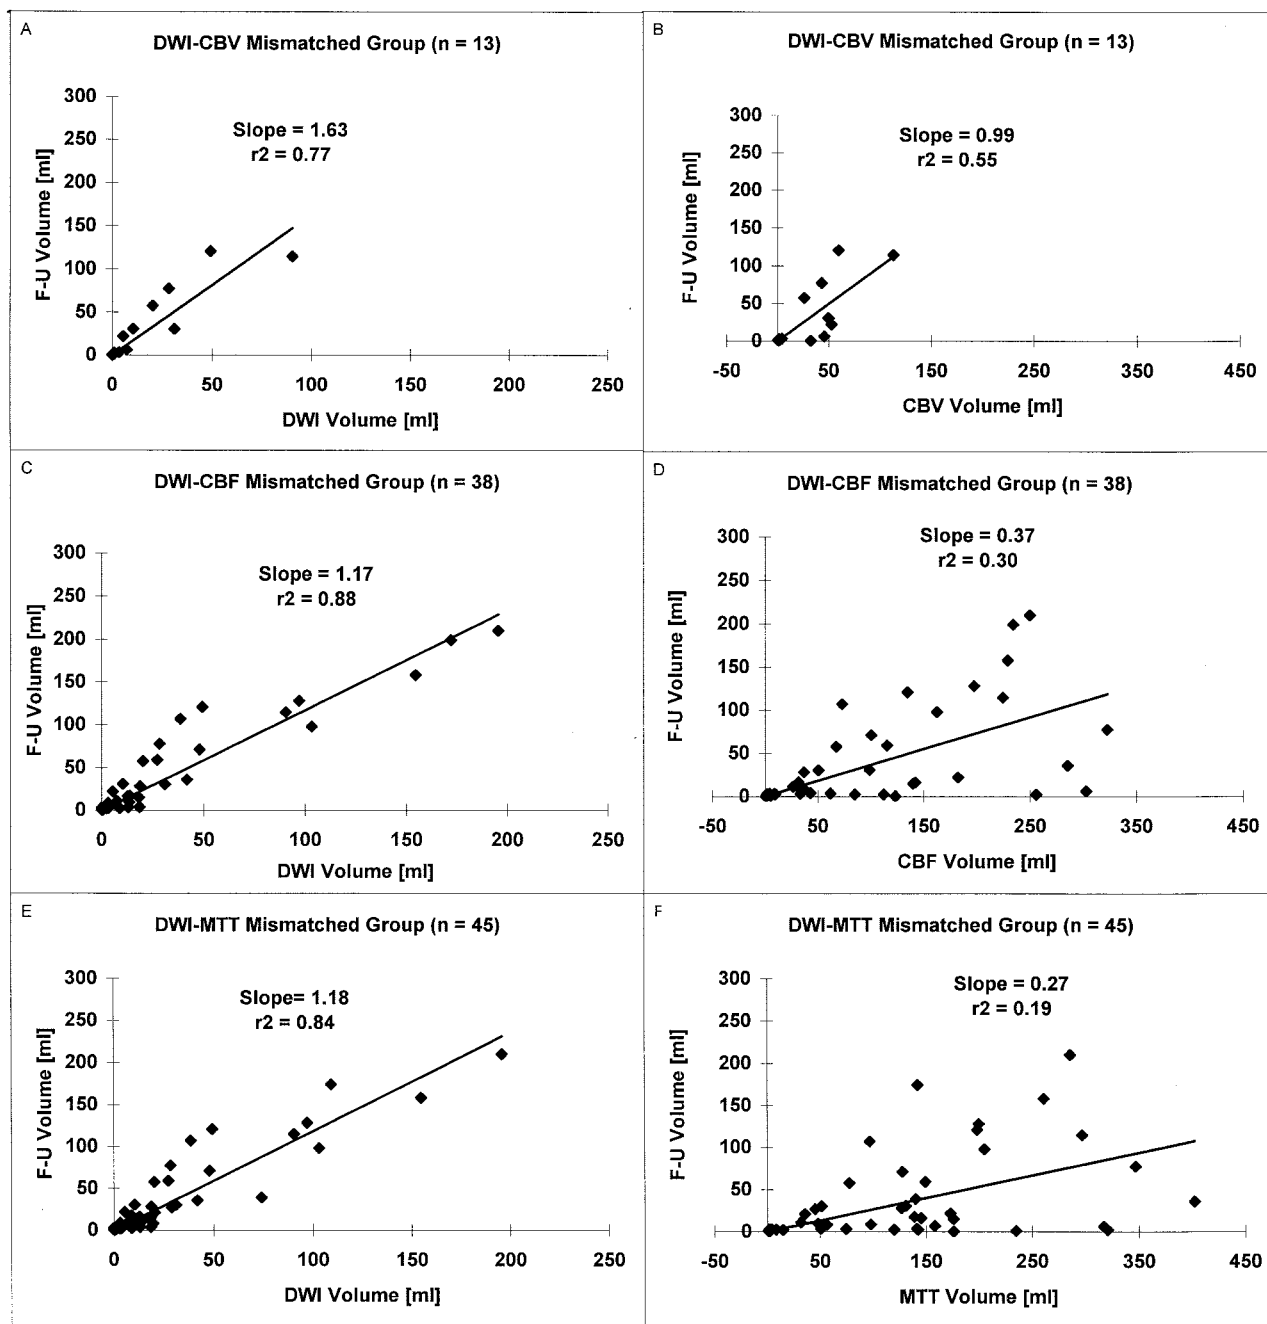 A
DWI-CBV Mismatched Group (n = 13)
300
250
200
150
100
50
0
F-U Volume [ml]
Slope = 1.63
r2 = 0.77
0 50 100 150 200 250
DWI Volume [ml]
B
DWI-CBV Mismatched Group (n = 13)
300
250
200
150
100
50
0
F-U Volume [ml]
Slope = 0.99
r2 = 0.55
-50 50 150 250 350 450
CBV Volume [ml]
C
DWI-CBF Mismatched Group (n = 38)
300
250
200
150
100
50
0
F-U Volume [ml]
Slope = 1.17
r2 = 0.88
0 50 100 150 200 250
DWI Volume [ml]
D
DWI-CBF Mismatched Group (n = 38)
300
250
200
150
100
50
0
F-U Volume [ml]
Slope = 0.37
r2 = 0.30
-50 50 150 250 350 450
CBF Volume [ml]
E
DWI-MTT Mismatched Group (n = 45)
300
250
200
150
100
50
0
F-U Volume [ml]
Slope= 1.18
r2 = 0.84
0 50 100 150 200 250
DWI Volume [ml]
F
DWI-MTT Mismatched Group (n = 45)
300
250
200
150
100
50
0
F-U Volume [ml]
Slope = 0.27
r2 = 0.19
-50 50 150 250 350 450
MTT Volume [ml]